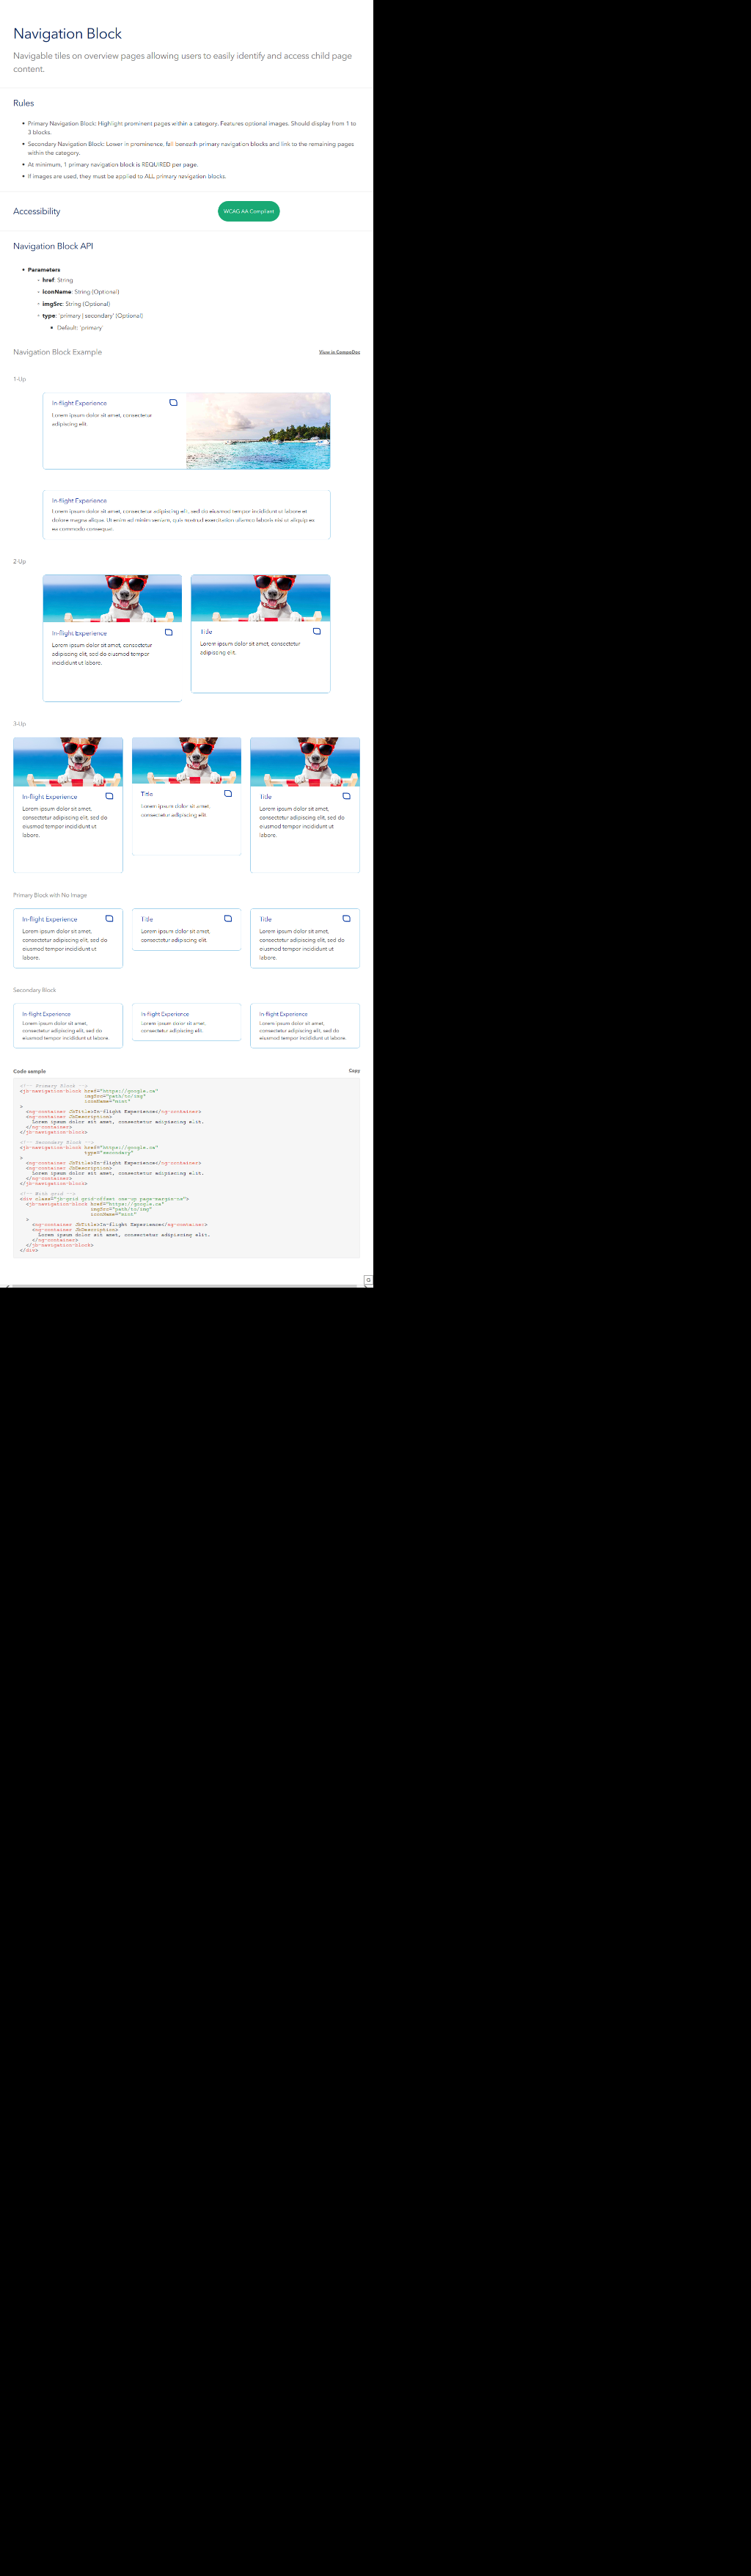 Navigation Block
Navigable tiles on overview pages allowing users to easily identify and access child page
content.
Rules
Primary Navigation Block: Highlight prominent pages within a category. Features optional images. Should display from 1 to
3 blocks.
Secondary Navigation Block: Lower in prominence, fall beneath primary navigation blocks and link to the remaining pages
within the category.
At minimum, 1 primary navigation block is REQUIRED per page.
If images are used, they must be applied to ALL primary navigation blocks.
Accessibility
WCAG AA Compliant
Navigation Block API
Parameters
href: String
iconName: String (Optional)
imgSrc: String (Optional)
type: 'primary | secondary' (Optional)
Default: 'primary'
Navigation Block Example
View in CompoDoc
1-Up
In-flight Experience
Lorem ipsum dolor sit amet, consectetur
adipiscing elit.
In-flight Experience
Lorem ipsum dolor sit amet, consectetur adipiscing elit, sed do eiusmod tempor incididunt ut labore et
dolore magna aliqua. Ut enim ad minim veniam, quis nostrud exercitation ullamco laboris nisi ut aliquip ex
ea commodo consequat.
2-Up
In-flight Experience
Lorem ipsum dolor sit amet, consectetur
adipiscing elit, sed do eiusmod tempor
incididunt ut labore.
Title
Lorem ipsum dolor sit amet, consectetur
adipiscing elit.
3-Up
In-flight Experience
Lorem ipsum dolor sit amet,
consectetur adipiscing elit, sed do
eiusmod tempor incididunt ut
labore.
Title
Lorem ipsum dolor sit amet,
consectetur adipiscing elit.
Title
Lorem ipsum dolor sit amet,
consectetur adipiscing elit, sed do
eiusmod tempor incididunt ut
labore.
Primary Block with No Image
In-flight Experience
Lorem ipsum dolor sit amet,
consectetur adipiscing elit, sed do
eiusmod tempor incididunt ut
labore.
Title
Lorem ipsum dolor sit amet,
consectetur adipiscing elit.
Title
Lorem ipsum dolor sit amet,
consectetur adipiscing elit, sed do
eiusmod tempor incididunt ut
labore.
Secondary Block
In-flight Experience
Lorem ipsum dolor sit amet,
consectetur adipiscing elit, sed do
eiusmod tempor incididunt ut labore.
In-flight Experience
Lorem ipsum dolor sit amet,
consectetur adipiscing elit.
In-flight Experience
Lorem ipsum dolor sit amet,
consectetur adipiscing elit, sed do
eiusmod tempor incididunt ut labore.
Code sample
Copy
<!-- Primary Block -->
<jb-navigation-block href="https://google.ca"
imgSrc="path/to/img"
iconName="mint"
>
<ng-container JbTitle>In-flight Experience</ng-container>
<ng-container JbDescription>
Lorem ipsum dolor sit amet, consectetur adipiscing elit.
</ng-container>
</jb-navigation-block>
<!-- Secondary Block -->
<jb-navigation-block href="https://google.ca"
type="secondary"
>
<ng-container JbTitle>In-flight Experience</ng-container>
<ng-container JbDescription>
Lorem ipsum dolor sit amet, consectetur adipiscing elit.
</ng-container>
</jb-navigation-block>
<!-- With grid -->
<div class="jb-grid grid-offset one-up page-margin-ns">
<jb-navigation-block href="https://google.ca"
imgSrc="path/to/img"
iconName="mint"
>
<ng-container JbTitle>In-flight Experience</ng-container>
<ng-container JbDescription>
Lorem ipsum dolor sit amet, consectetur adipiscing elit.
</ng-container>
</jb-navigation-block>
</div>